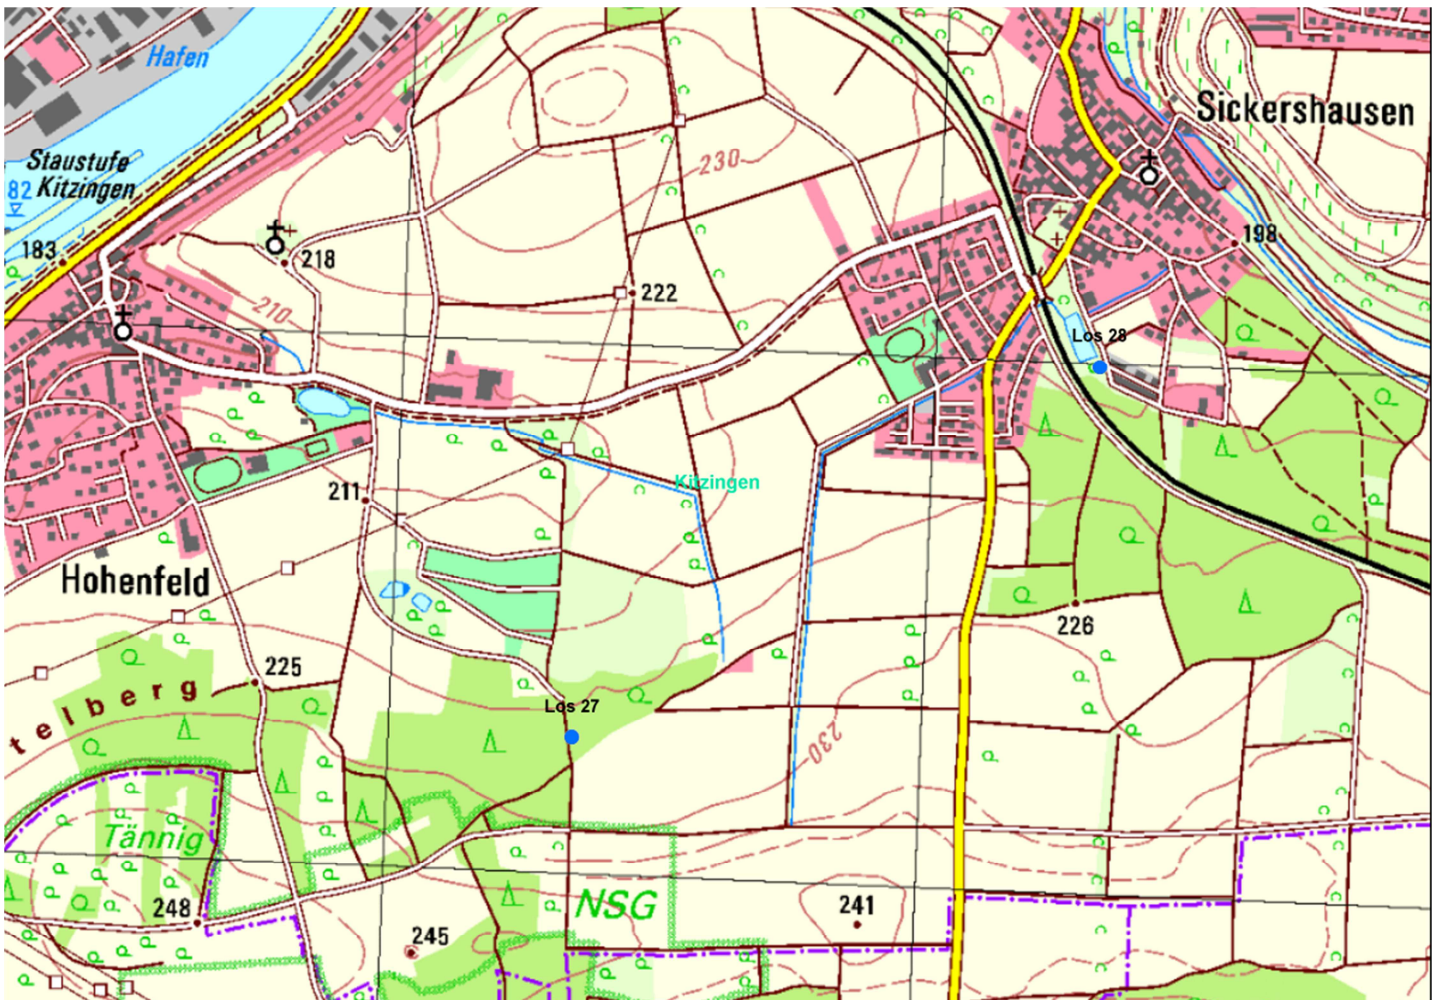 Hafen
Sickershausen
Staustufe
Kitzingen
82
230
183
218
198
222
210
Los 28
Kitzingen
211
Hohenfeld
226
225
telberg
Los 27
230
Tännig
NSG
248
241
245